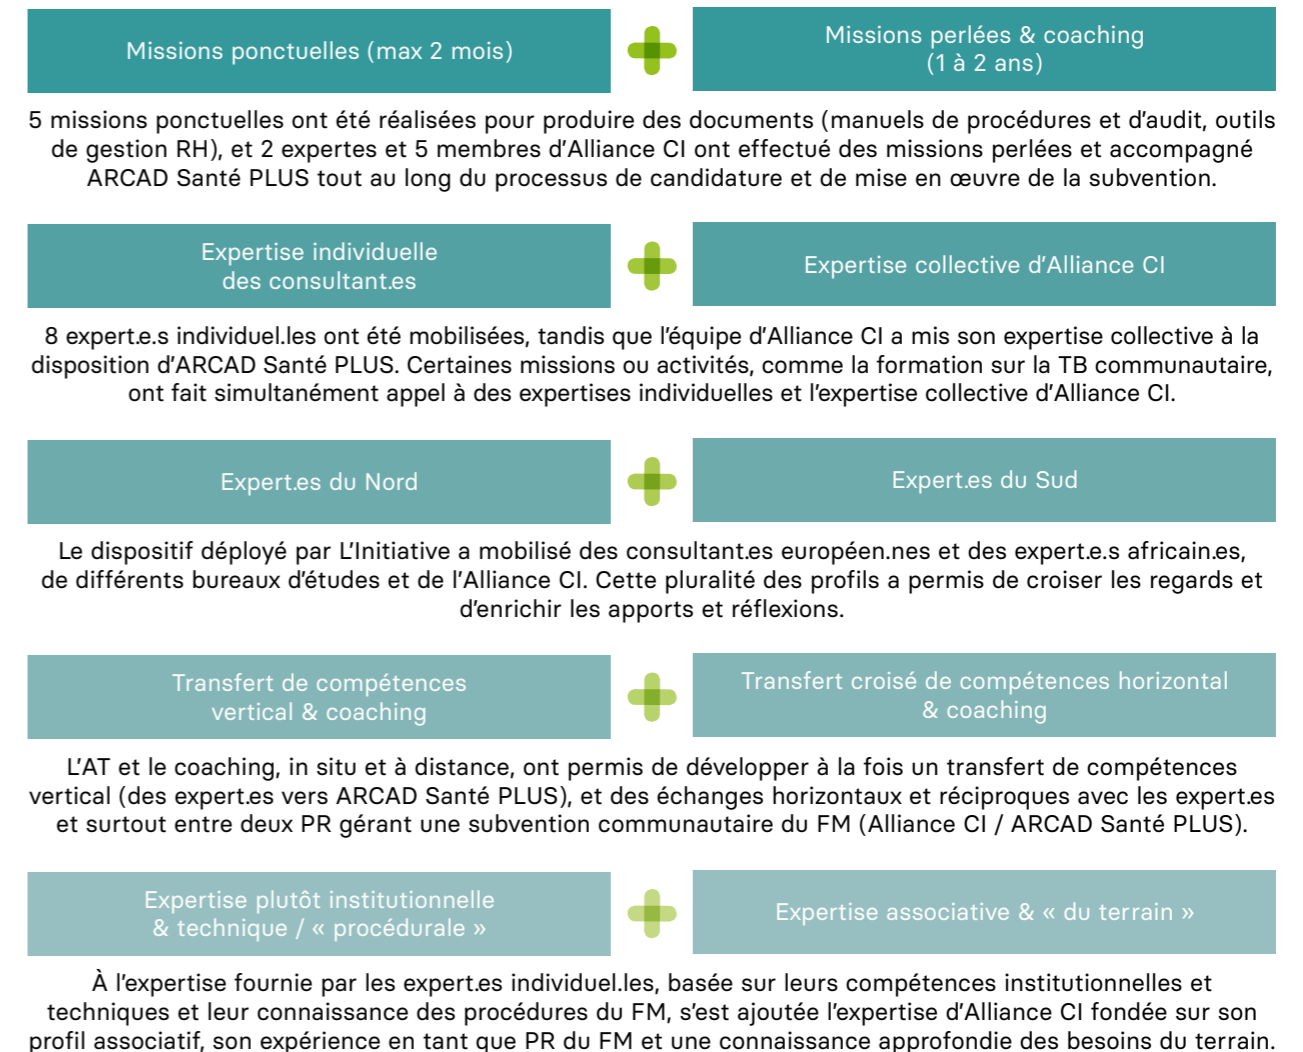 Missions ponctuelles (max 2 mois)
Missions perlées & coaching
(1 à 2 ans)
5 missions ponctuelles ont été réalisées pour produire des documents (manuels de procédures et d'audit, outils
de gestion RH), et 2 expertes et 5 membres d'Alliance CI ont effectué des missions perlées et accompagné
ARCAD Santé PLUS tout au long du processus de candidature et de mise en œuvre de la subvention.
Expertise individuelle
des consultant.es
Expertise collective d'Alliance CI
8 expert.e.s individuel.les ont été mobilisées, tandis que l'équipe d'Alliance CI a mis son expertise collective à la
disposition d'ARCAD Santé PLUS. Certaines missions ou activités, comme la formation sur la TB communautaire,
ont fait simultanément appel à des expertises individuelles et l'expertise collective d'Alliance CI.
Expert.es du Nord
Expert.es du Sud
Le dispositif déployé par L'Initiative a mobilisé des consultant.es européen.nes et des expert.e.s africain.es,
de différents bureaux d'études et de l'Alliance CI. Cette pluralité des profils a permis de croiser les regards et
d'enrichir les apports et réflexions.
Transfert de compétences
vertical & coaching
Transfert croisé de compétences horizontal
& coaching
L'AT et le coaching, in situ et à distance, ont permis de développer à la fois un transfert de compétences
vertical (des expert.es vers ARCAD Santé PLUS), et des échanges horizontaux et réciproques avec les expert.es
et surtout entre deux PR gérant une subvention communautaire du FM (Alliance CI / ARCAD Santé PLUS).
Expertise plutôt institutionnelle
& technique / « procédurale »
Expertise associative & « du terrain »
À l'expertise fournie par les expert.es individuel.les, basée sur leurs compétences institutionnelles et
techniques et leur connaissance des procédures du FM, s'est ajoutée l'expertise d'Alliance CI fondée sur son
profil associatif, son expérience en tant que PR du FM et une connaissance approfondie des besoins du terrain.